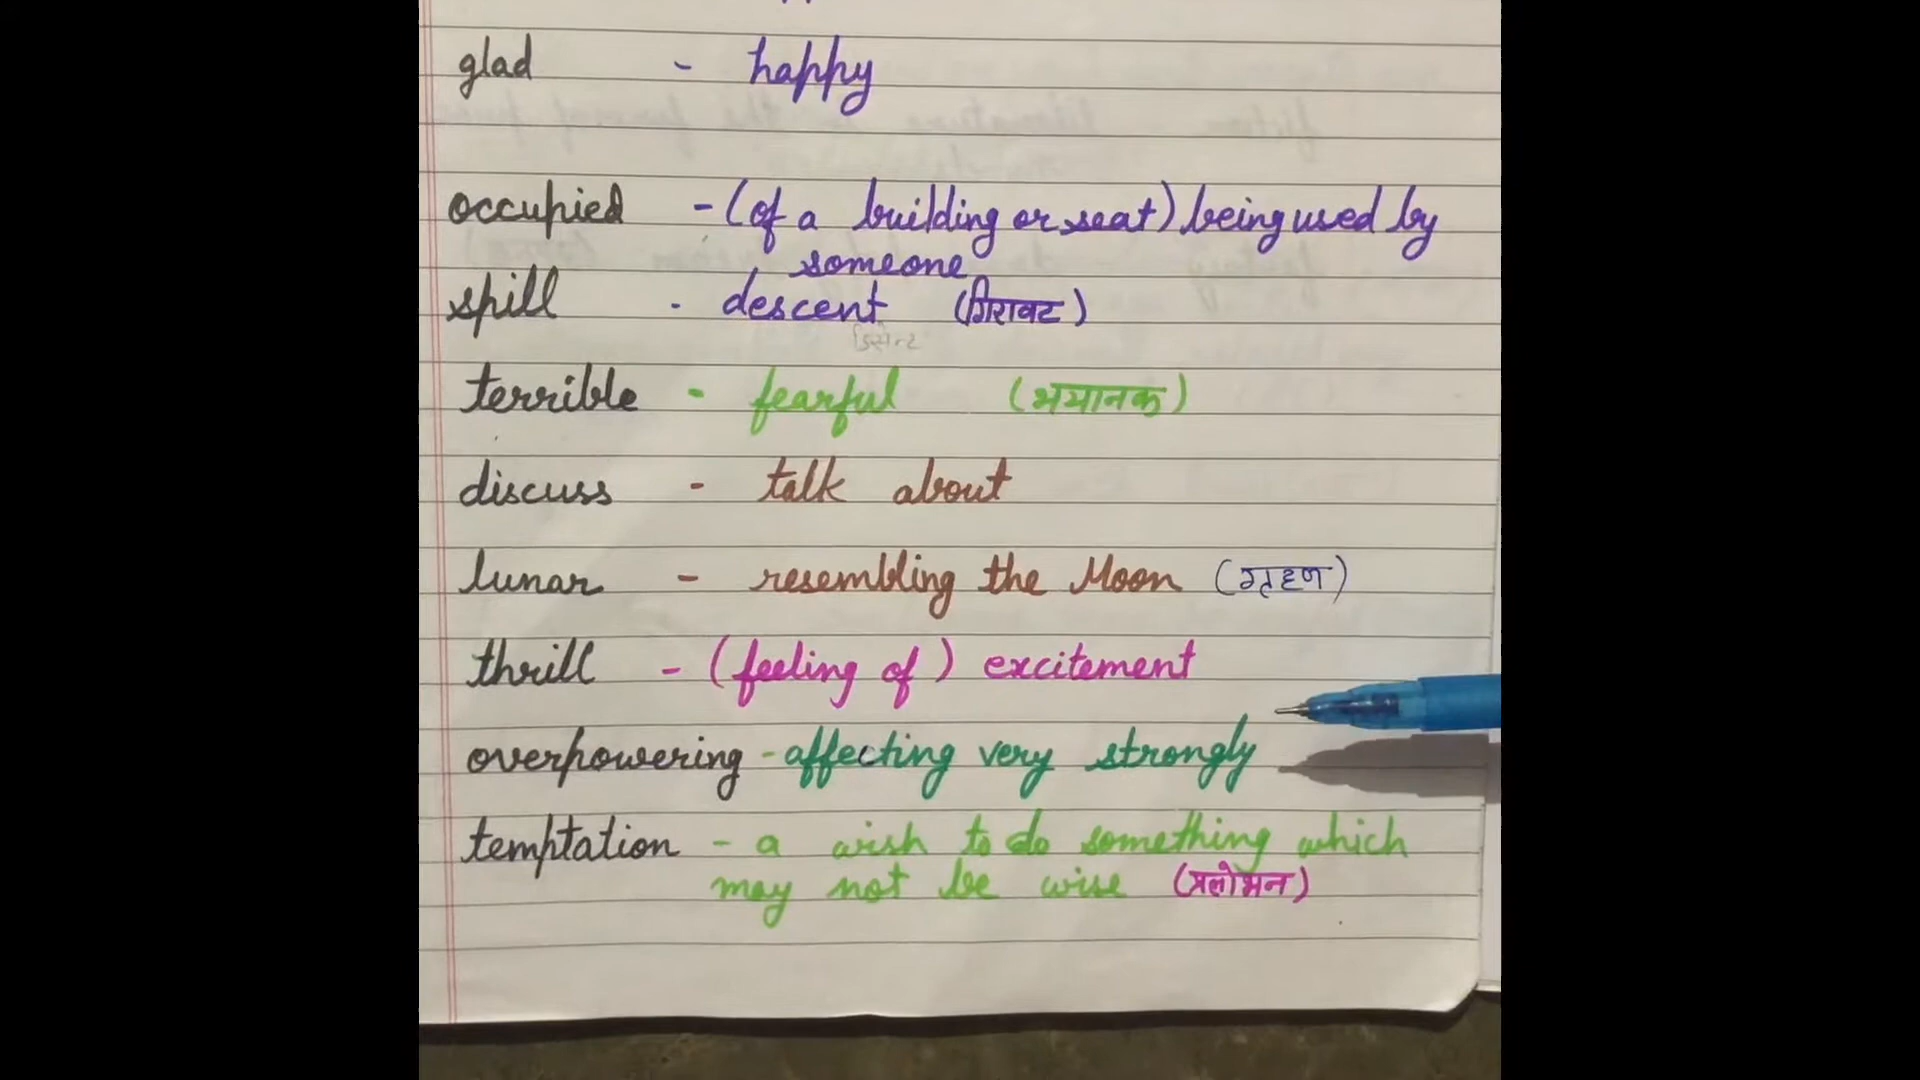 glad - happy
occupied - (of a building or seat) being used by
someone
spill - descent (गिरावट)
डिसेन्ट
terrible - fearful (भयानक)
discuss - talk about
lunar - resembling the Moon (ग्रहण)
thrill - (feeling of) excitement
overpowering - affecting very strongly
temptation - a wish to do something which
may not be wise (प्रलोभन)